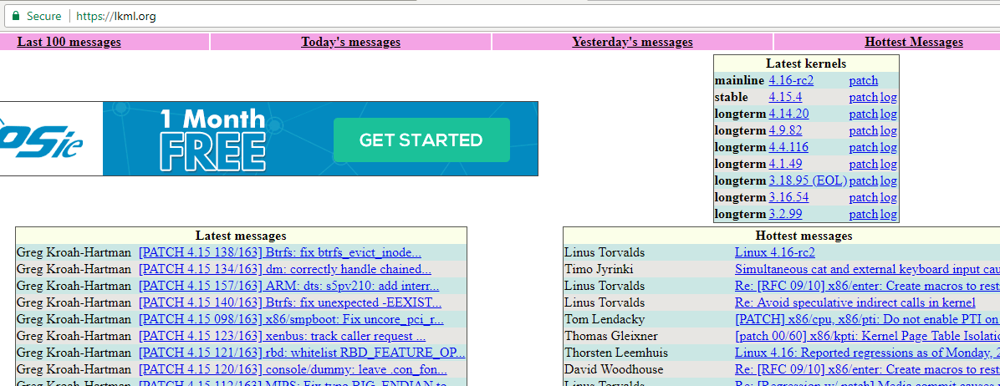 Secure | https://lkml.org
Last 100 messages Today's messages Yesterday's messages Hottest Messages
Latest kernels
mainline 4.16-rc2 patch
stable 4.15.4 patch log
longterm 4.14.20 patch log
longterm 4.9.82 patch log
longterm 4.4.116 patch log
longterm 4.1.49 patch log
longterm 3.18.95 (EOL) patch log
longterm 3.16.54 patch log
longterm 3.2.99 patch log
1 Month
FREE
GET STARTED
Latest messages
Greg Kroah-Hartman [PATCH 4.15 138/163] Btrfs: fix btrfs_evict_inode...
Greg Kroah-Hartman [PATCH 4.15 134/163] dm: correctly handle chained...
Greg Kroah-Hartman [PATCH 4.15 157/163] ARM: dts: s5pv210: add interr...
Greg Kroah-Hartman [PATCH 4.15 140/163] Btrfs: fix unexpected -EEXIST...
Greg Kroah-Hartman [PATCH 4.15 098/163] x86/smpboot: Fix uncore_pci_r...
Greg Kroah-Hartman [PATCH 4.15 123/163] xenbus: track caller request ...
Greg Kroah-Hartman [PATCH 4.15 121/163] rbd: whitelist RBD_FEATURE_OP...
Greg Kroah-Hartman [PATCH 4.15 120/163] console/dummy: leave .con_fon...
Greg Kroah-Hartman [PATCH 4.15 112/163] MIPS: Fix typo BIG_ENDIAN to
Hottest messages
Linus Torvalds Linux 4.16-rc2
Timo Jyrinki Simultaneous cat and external keyboard input cau
Linus Torvalds Re: [RFC 09/10] x86/enter: Create macros to rest
Linus Torvalds Re: Avoid speculative indirect calls in kernel
Tom Lendacky [PATCH] x86/cpu, x86/pti: Do not enable PTI on
Thomas Gleixner [patch 00/60] x86/kpti: Kernel Page Table Isolatio
Thorsten Leemhuis Linux 4.16: Reported regressions as of Monday, 2
David Woodhouse Re: [RFC 09/10] x86/enter: Create macros to rest
Linus Torvalds Re: [Regression w/ patch] Media commit causes